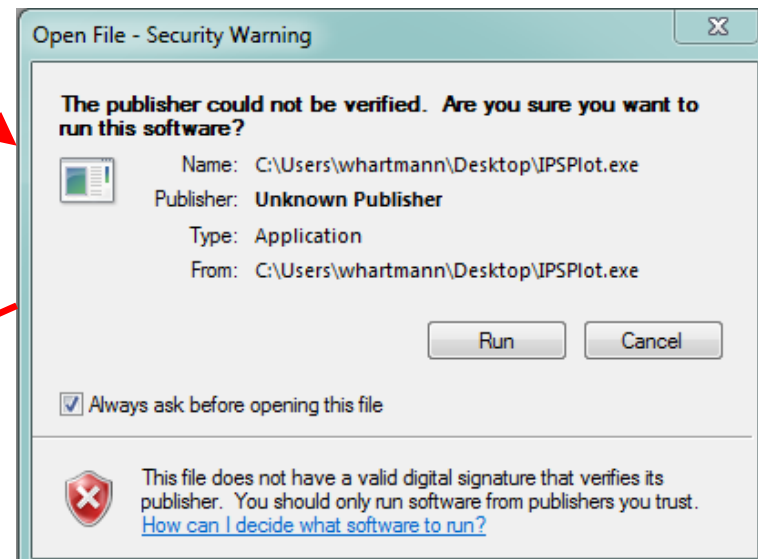 Open File - Security Warning
The publisher could not be verified.  Are you sure you want to
run this software?
Name: C:\Users\whartmann\Desktop\IPSPlot.exe
Publisher: Unknown Publisher
Type: Application
From: C:\Users\whartmann\Desktop\IPSPlot.exe
Run Cancel
Always ask before opening this file
This file does not have a valid digital signature that verifies its
publisher.  You should only run software from publishers you trust.
How can I decide what software to run?